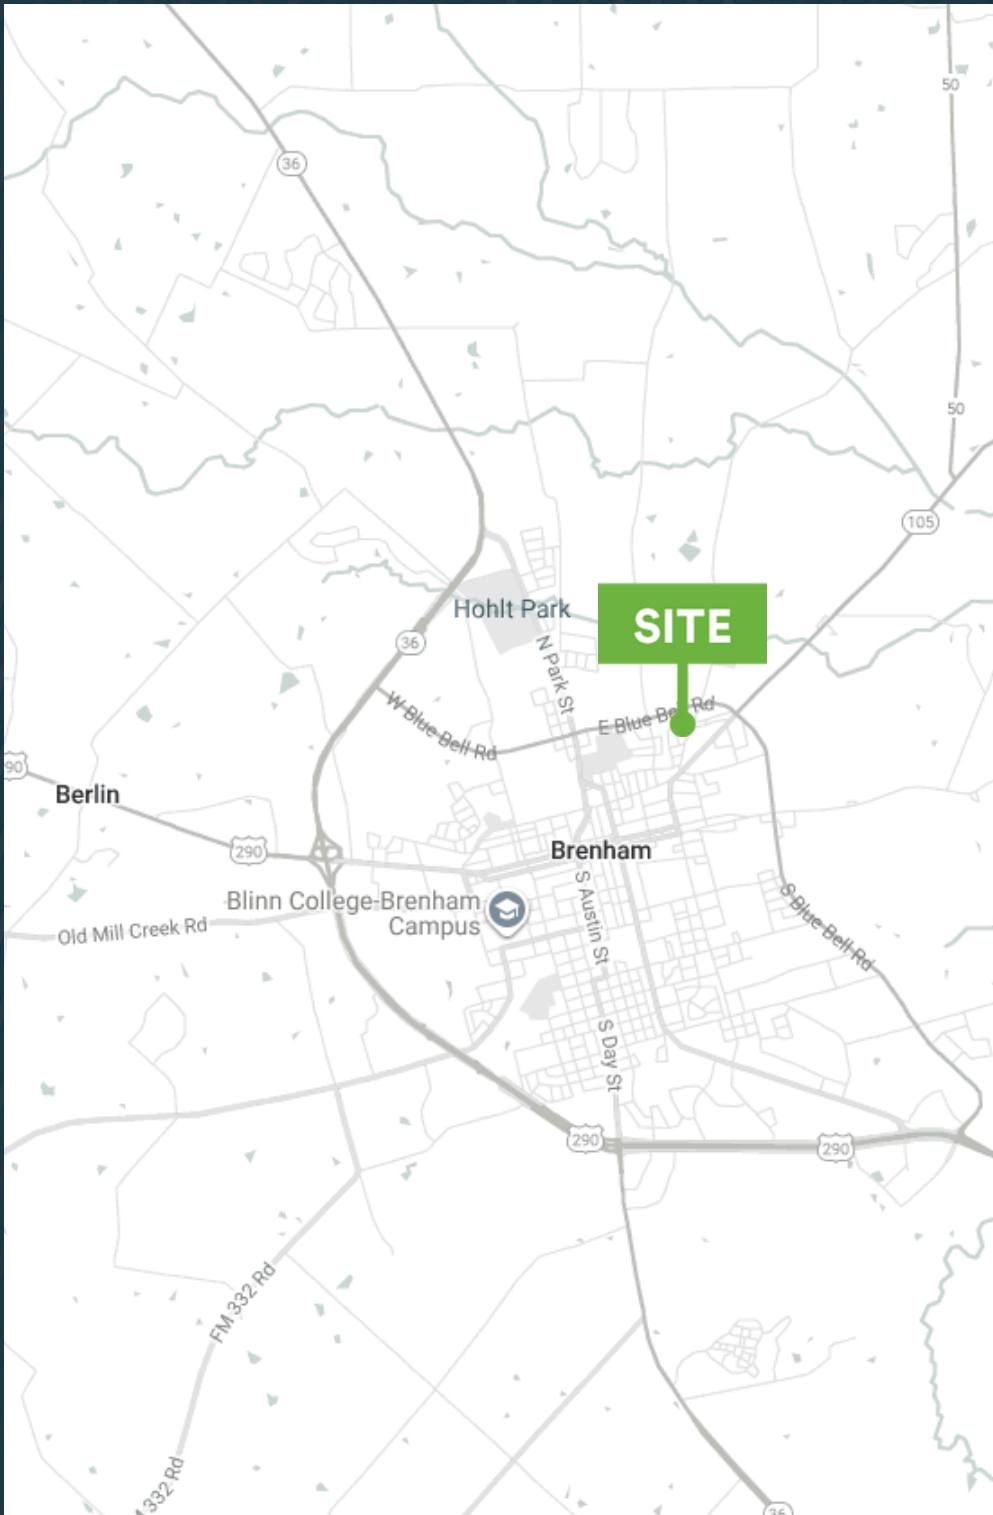 50
36
50
105
SITE
Hohlt Park
36
N Park St
W Blue Bell Rd
E Blue Bell Rd
90
Berlin
290
Brenham
Blinn College-Brenham
Campus
S Austin St
S Blue Bell Rd
Old Mill Creek Rd
S Day St
290
290
FM 332 Rd
332 Rd
36